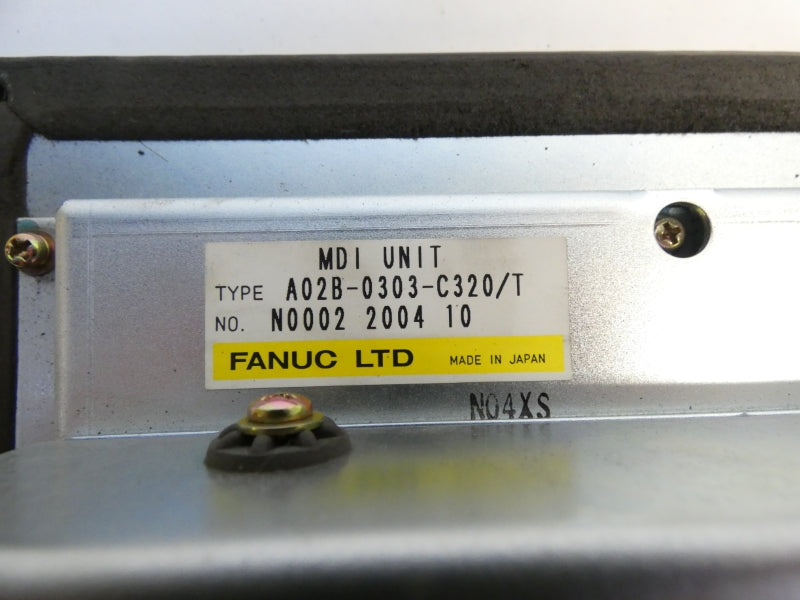 MDI UNIT
TYPE A02B-0303-C320/T
NO. N0002 2004 10
FANUC LTD MADE IN JAPAN
N04XS